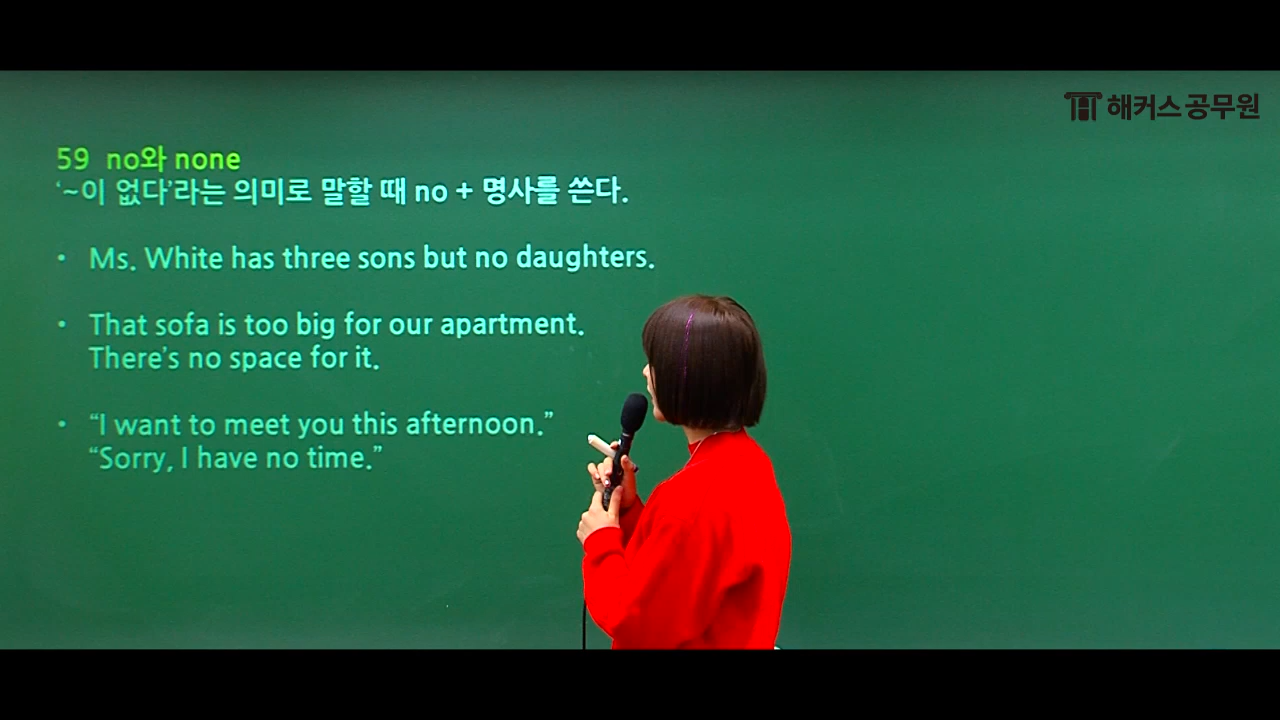 해커스 공무원
59 no와 none
‘~이 없다’라는 의미로 말할 때 no + 명사를 쓴다.
• Ms. White has three sons but no daughters.
• That sofa is too big for our apartment.
There's no space for it.
• “I want to meet you this afternoon.”
“Sorry, I have no time.”